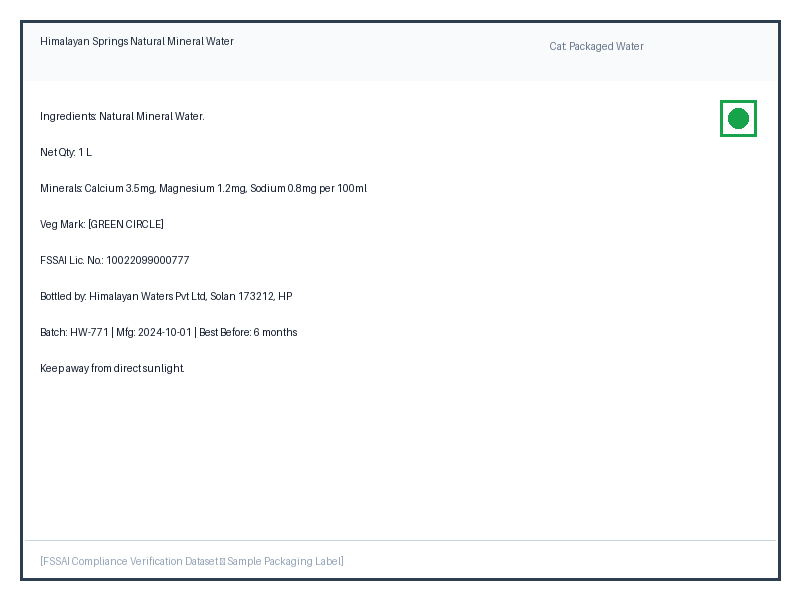 Himalayan Springs Natural Mineral Water
Cat: Packaged Water
Ingredients: Natural Mineral Water.
Net Qty: 1 L
Minerals: Calcium 3.5mg, Magnesium 1.2mg, Sodium 0.8mg per 100ml
Veg Mark: [GREEN CIRCLE]
FSSAI Lic. No.: 10022099000777
Bottled by: Himalayan Waters Pvt Ltd, Solan 173212, HP
Batch: HW-771 | Mfg: 2024-10-01 | Best Before: 6 months
Keep away from direct sunlight.
[FSSAI Compliance Verification Dataset Sample Packaging Label]